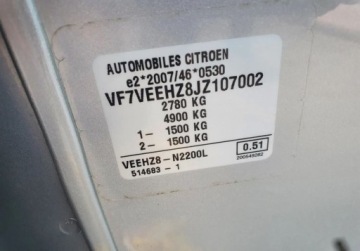 AUTOMOBILES CITROEN
e2*2007/46*0530
VF7VEEHZ8JZ107002
2780 KG
4900 KG
1- 1500 KG
2- 1500 KG
VEEHZ8-N2200L 0.51
514683 - 1